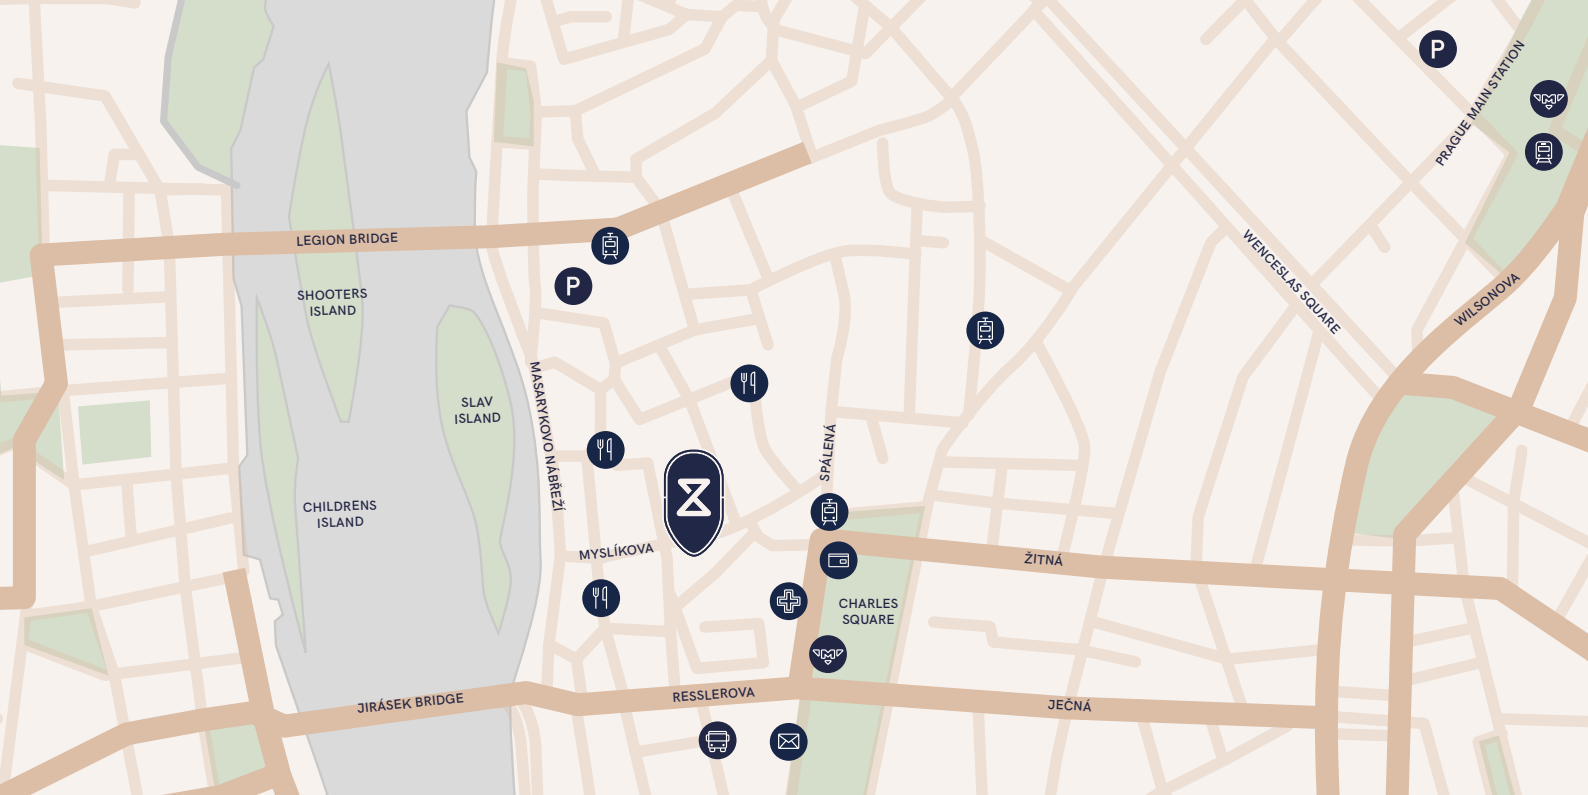 P
PRAGUE MAIN STATION
M
LEGION BRIDGE
WENCESLAS SQUARE
P
SHOOTERS
ISLAND
WILSONOVA
MASARYKOVO NÁBŘEŽÍ
SLAV
ISLAND
SPÁLENÁ
CHILDRENS
ISLAND
MYSLÍKOVA
ŽITNÁ
CHARLES
SQUARE
M
JIRÁSEK BRIDGE
RESSLEROVA
JEČNÁ